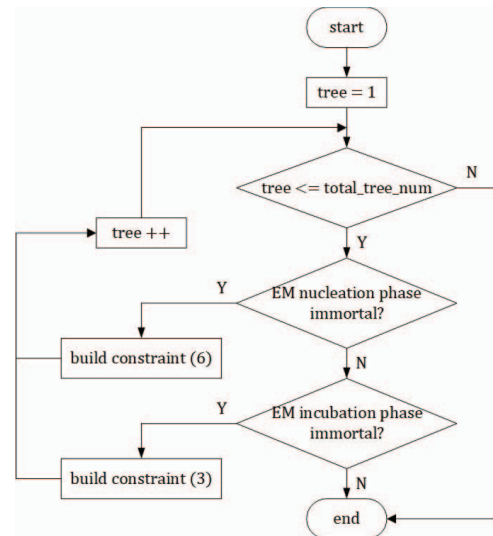 start
tree = 1
tree <= total_tree_num
N
tree ++
Y
EM nucleation phase
immortal?
Y
build constraint (6)
N
EM incubation phase
immortal?
Y
build constraint (3)
N
end